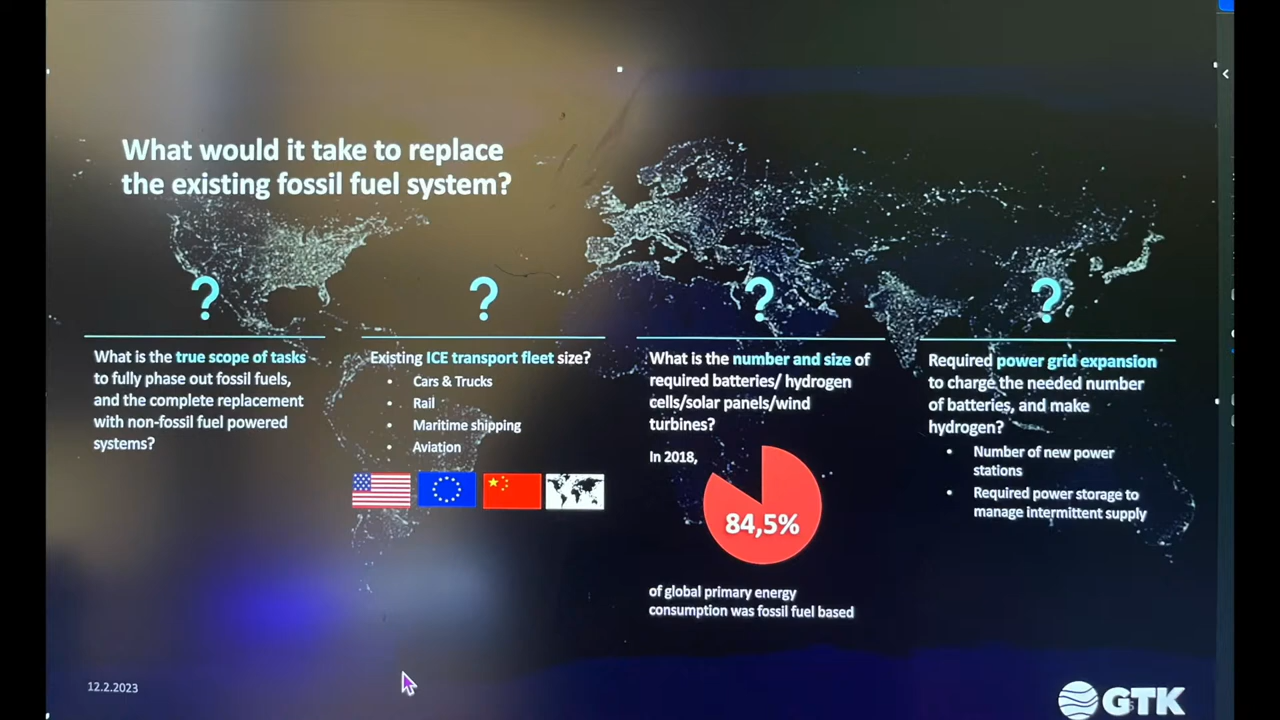 What would it take to replace
the existing fossil fuel system?
?
?
?
?
What is the true scope of tasks
to fully phase out fossil fuels,
and the complete replacement
with non-fossil fuel powered
systems?
Existing ICE transport fleet size?
• Cars & Trucks
• Rail
• Maritime shipping
• Aviation
What is the number and size of
required batteries/ hydrogen
cells/solar panels/wind
turbines?
In 2018,
84,5%
of global primary energy
consumption was fossil fuel based
Required power grid expansion
to charge the needed number
of batteries, and make
hydrogen?
• Number of new power
stations
• Required power storage to
manage intermittent supply
12.2.2023
GTK